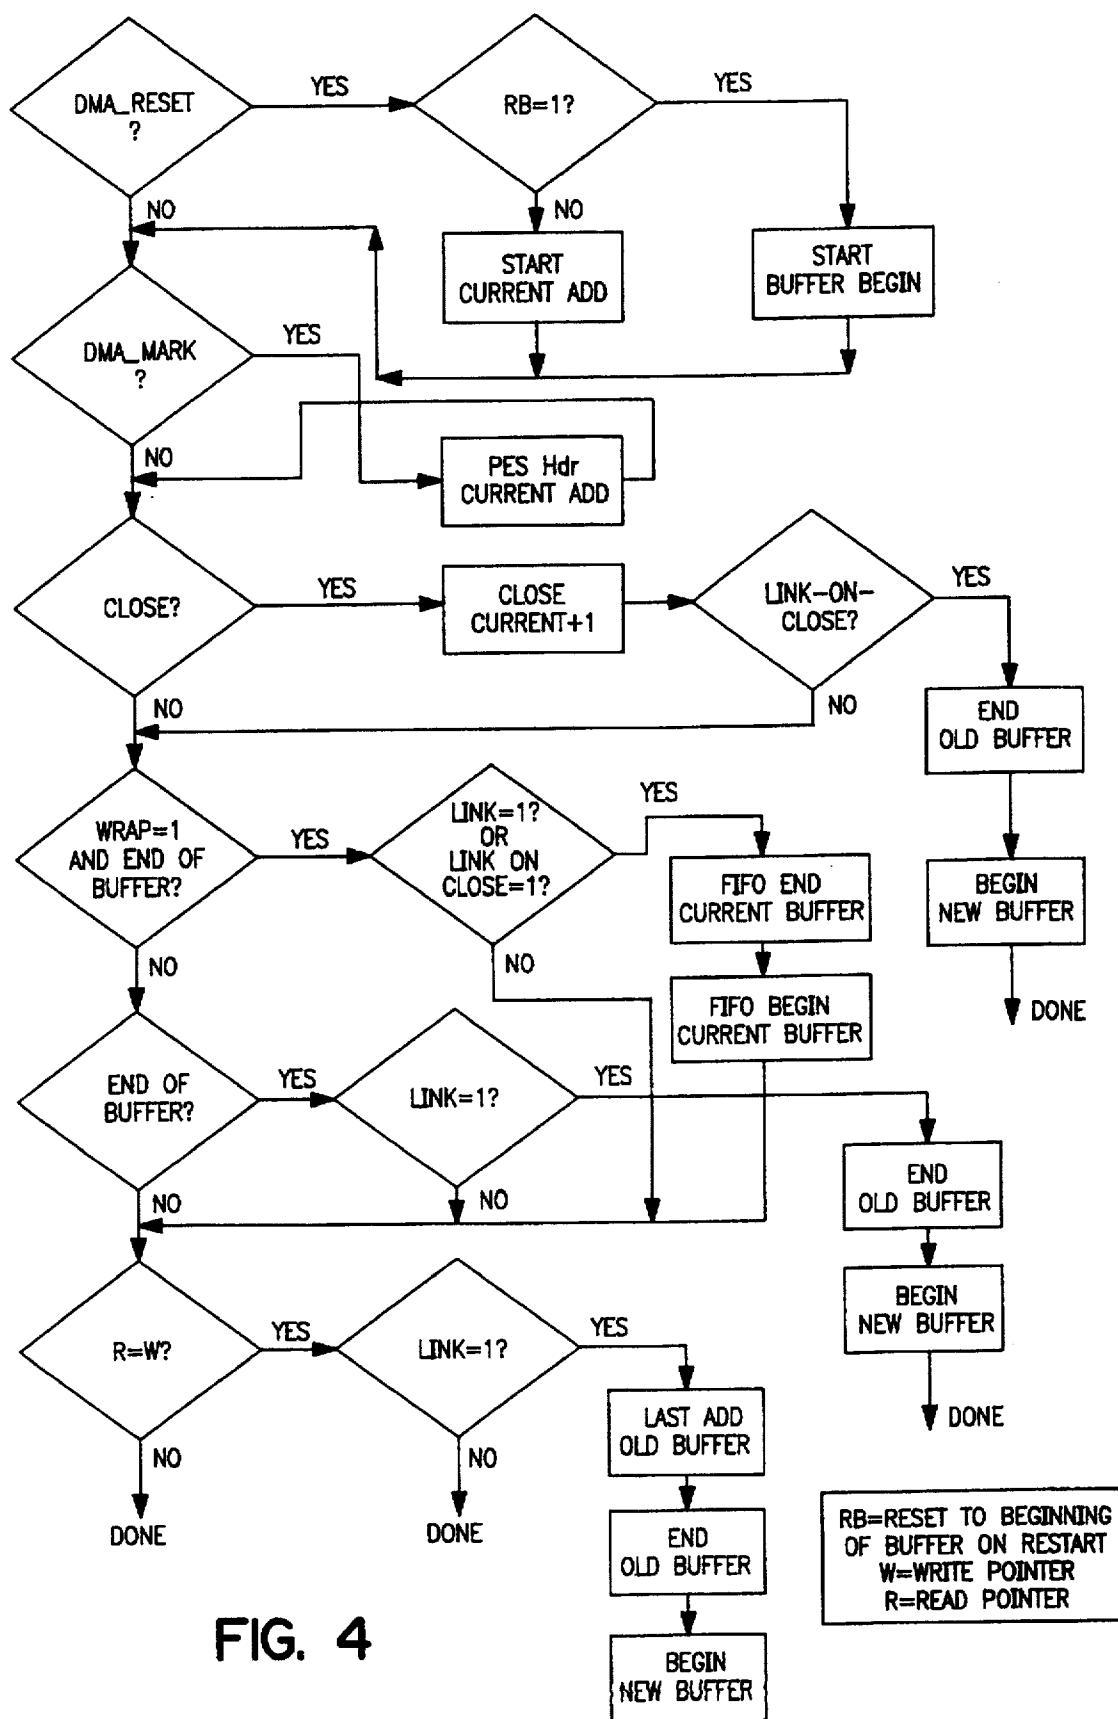 DMA_RESET
?
YES
RB=1?
YES
NO
NO
START
CURRENT ADD
START
BUFFER BEGIN
DMA_MARK
?
YES
NO
PES Hdr
CURRENT ADD
CLOSE?
YES
CLOSE
CURRENT+1
LINK-ON-
CLOSE?
YES
NO
NO
END
OLD BUFFER
WRAP=1
AND END OF
BUFFER?
YES
LINK=1?
OR
LINK ON
CLOSE=1?
YES
FIFO END
CURRENT BUFFER
BEGIN
NEW BUFFER
NO
NO
FIFO BEGIN
CURRENT BUFFER
DONE
END OF
BUFFER?
YES
LINK=1?
YES
NO
NO
END
OLD BUFFER
BEGIN
NEW BUFFER
R=W?
YES
LINK=1?
YES
DONE
NO
NO
LAST ADD
OLD BUFFER
DONE
DONE
END
OLD BUFFER
BEGIN
NEW BUFFER
RB=RESET TO BEGINNING
OF BUFFER ON RESTART
W=WRITE POINTER
R=READ POINTER
FIG. 4